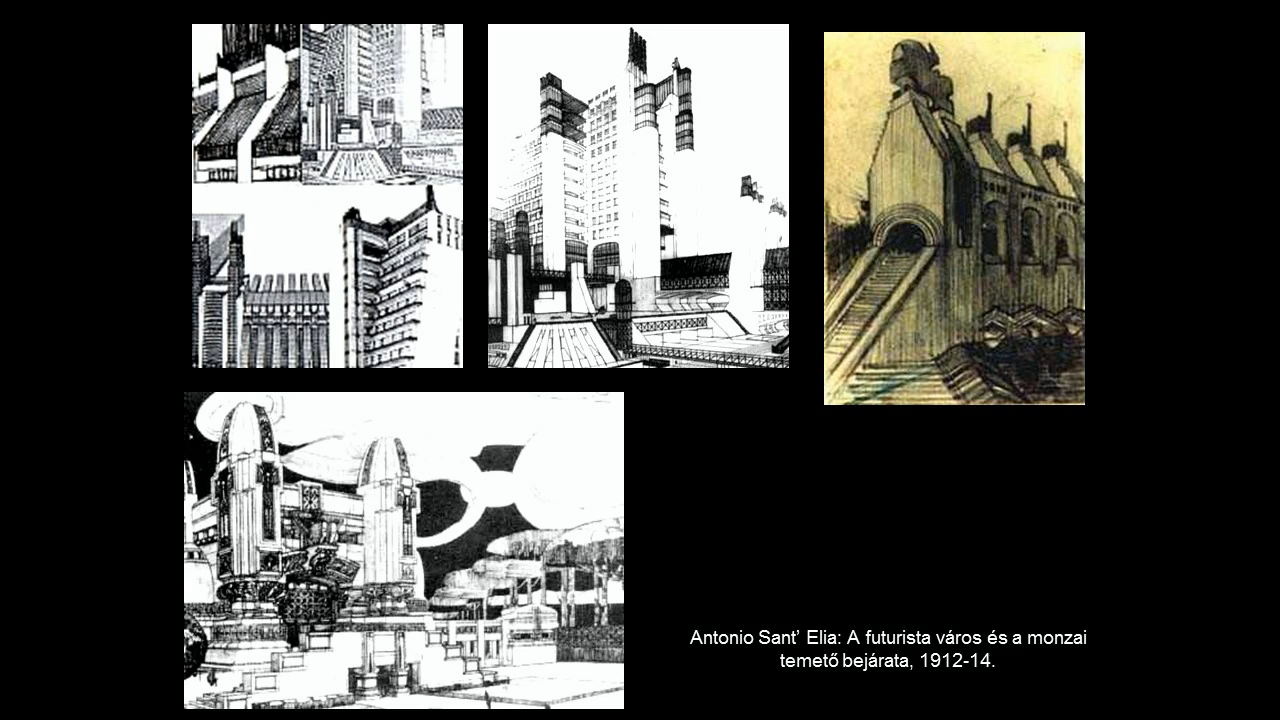 Antonio Sant’ Elia: A futurista város és a monzai
temető bejárata, 1912-14.